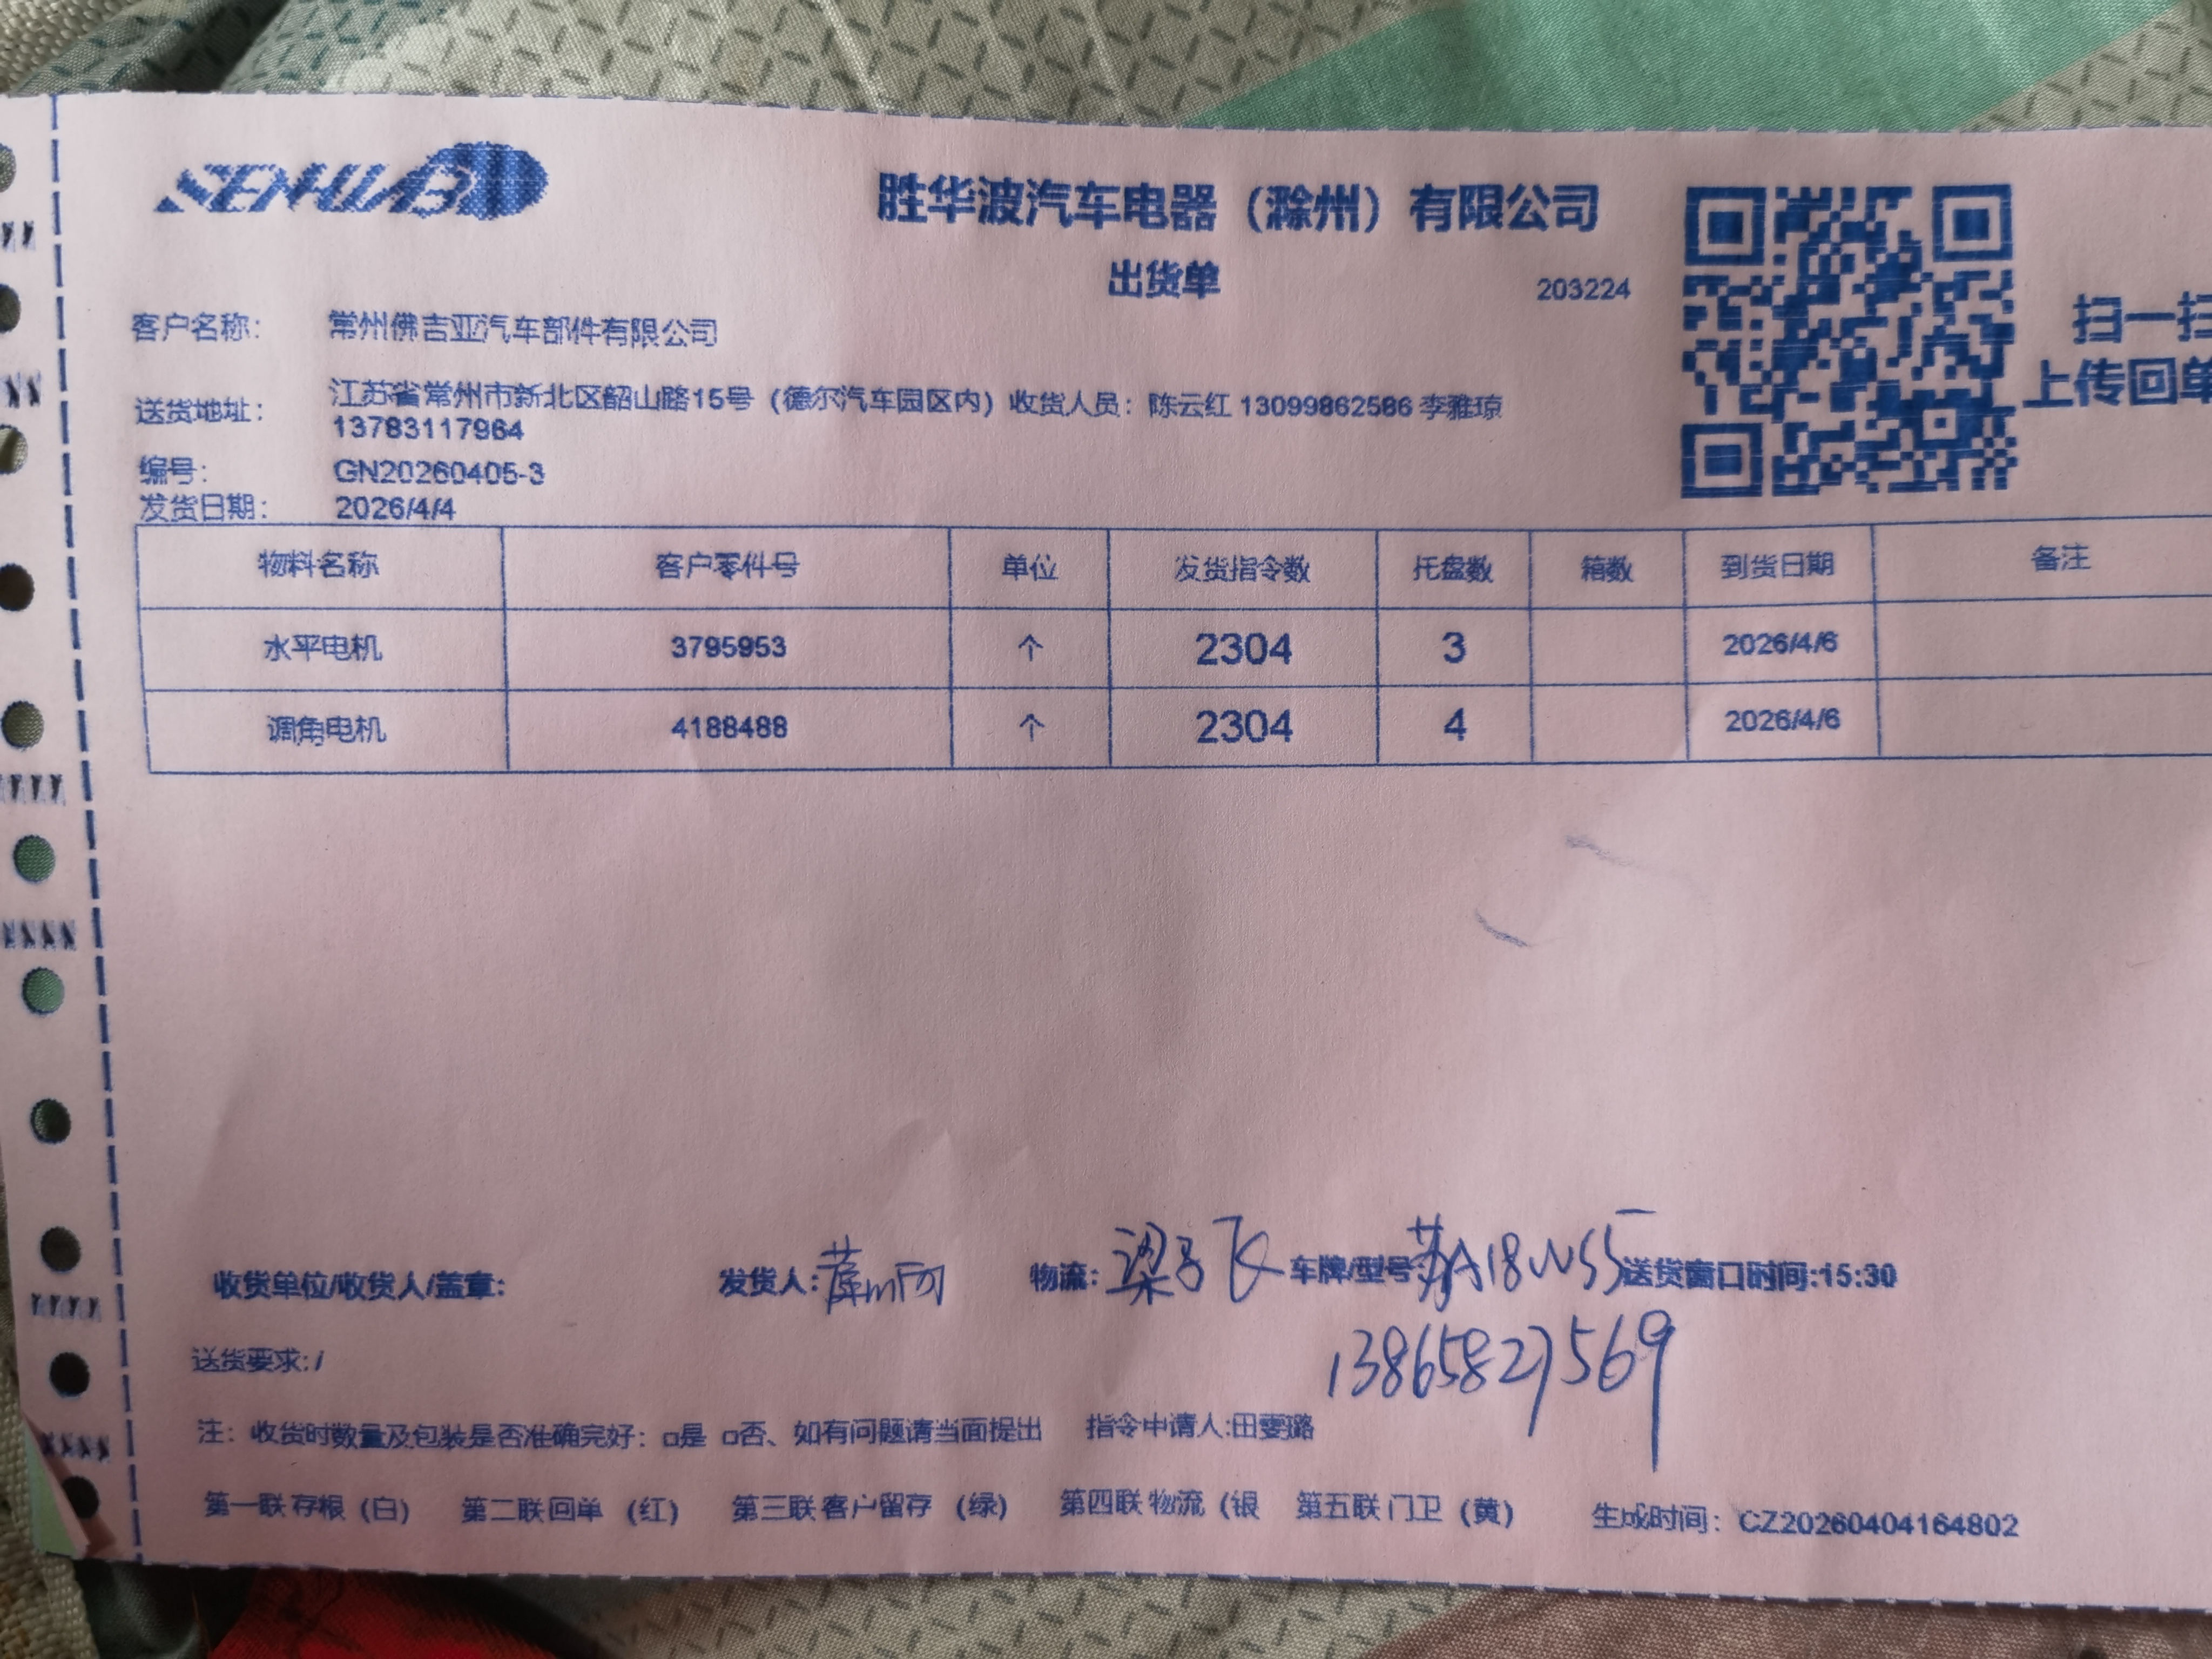 SENHUABO
胜华波汽车电器（滁州）有限公司
出货单
203224
扫一扫
上传回单
客户名称： 常州佛吉亚汽车部件有限公司
送货地址： 江苏省常州市新北区韶山路15号（德尔汽车园区内）收货人员：陈云红 13099862586 李雅琼
13783117964
编号： GN20260405-3
发货日期： 2026/4/4
物料名称 客户零件号 单位 发货指令数 托盘数 箱数 到货日期 备注
水平电机 3795953 个 2304 3 2026/4/6
调角电机 4188488 个 2304 4 2026/4/6
收货单位/收货人/盖章： 发货人： 物流：梁子飞 车牌/型号 苏A18W55 送货窗口时间:15:30
13865827569
送货要求:/
注：收货时数量及包装是否准确完好：□是 □否、如有问题请当面提出 指令申请人:田雯璐
第一联 存根（白） 第二联 回单 （红） 第三联 客户留存 （绿） 第四联 物流（银 第五联 门卫（黄） 生成时间：CZ20260404164802